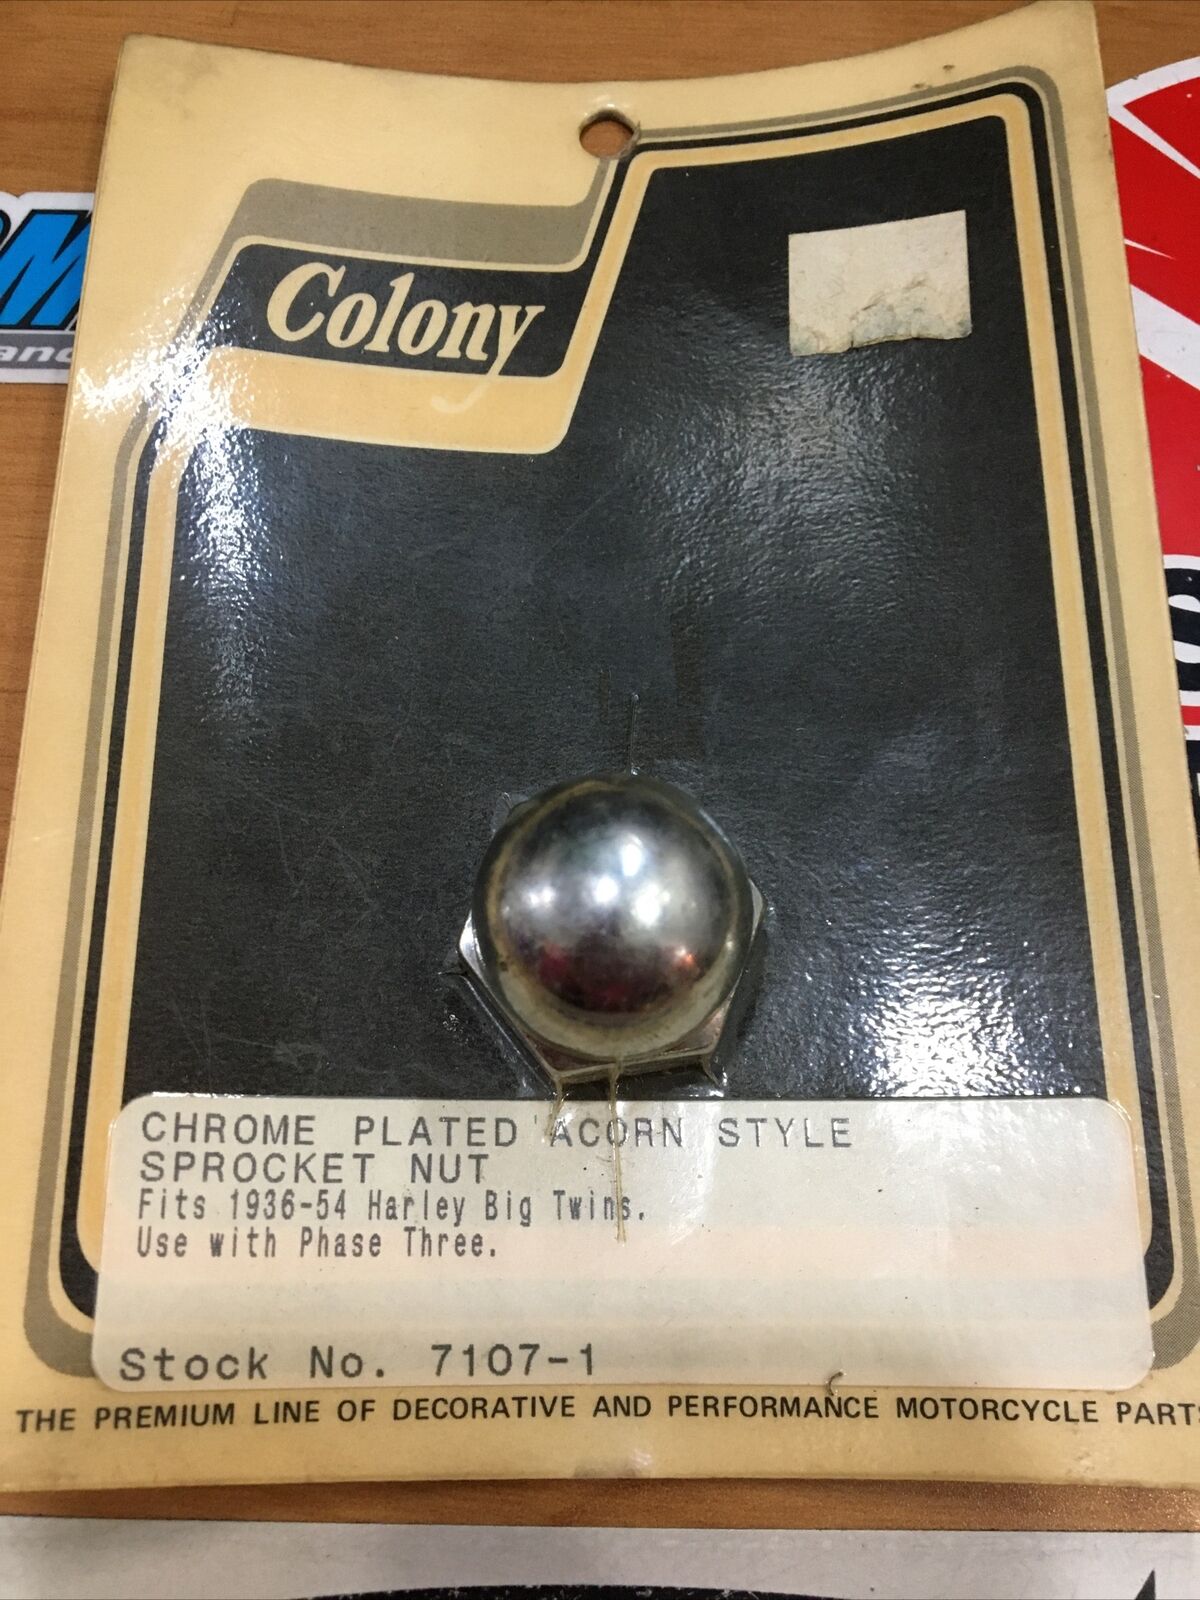 Colony
CHROME PLATED ACORN STYLE
SPROCKET NUT
Fits 1936-54 Harley Big Twins.
Use with Phase Three.
Stock No. 7107-1
THE PREMIUM LINE OF DECORATIVE AND PERFORMANCE MOTORCYCLE PARTS